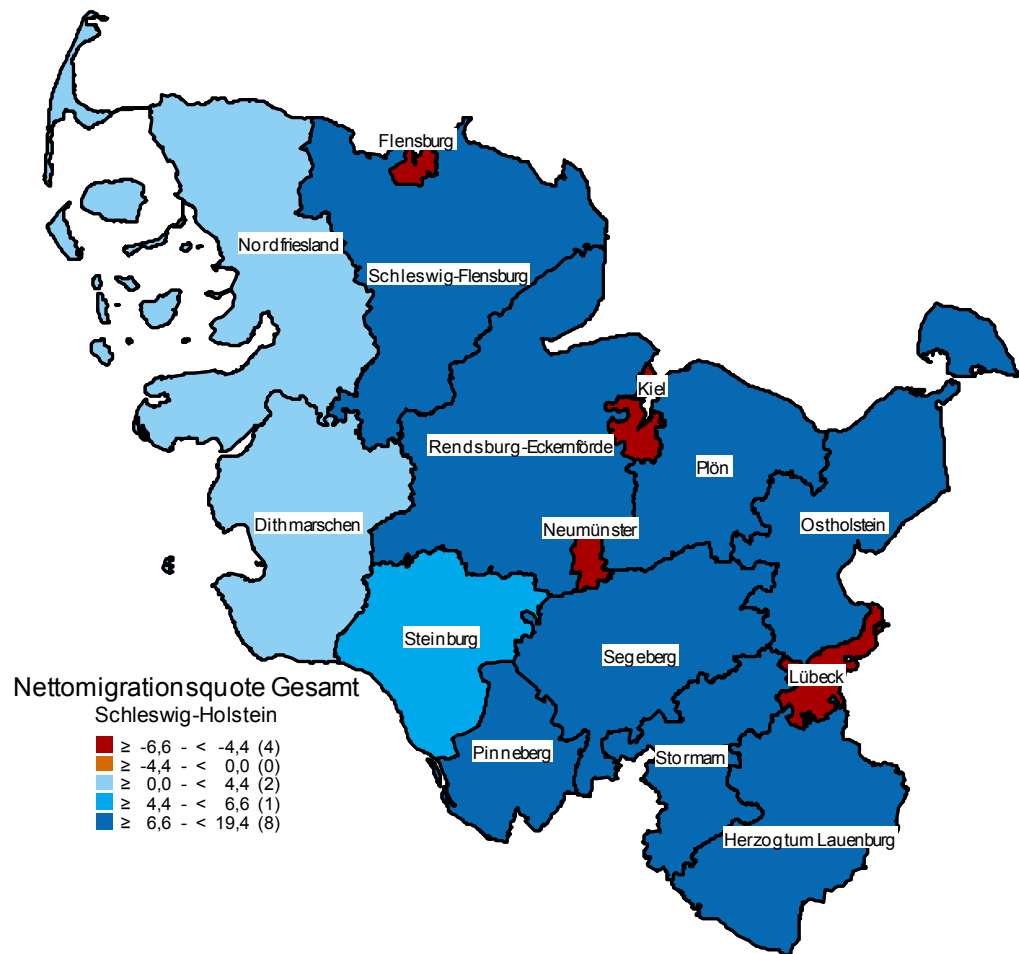 Flensburg
Nordfriesland
Schleswig-Flensburg
Kiel
Rendsburg-Eckernförde
Plön
Dithmarschen
Neumünster
Ostholstein
Steinburg
Segeberg
Lübeck
Nettomigrationsquote Gesamt
Schleswig-Holstein
Pinneberg
Stormarn
≥ -6,6 - < -4,4 (4)
≥ -4,4 - < 0,0 (0)
≥ 0,0 - < 4,4 (2)
≥ 4,4 - < 6,6 (1)
≥ 6,6 - < 19,4 (8)
Herzogtum Lauenburg